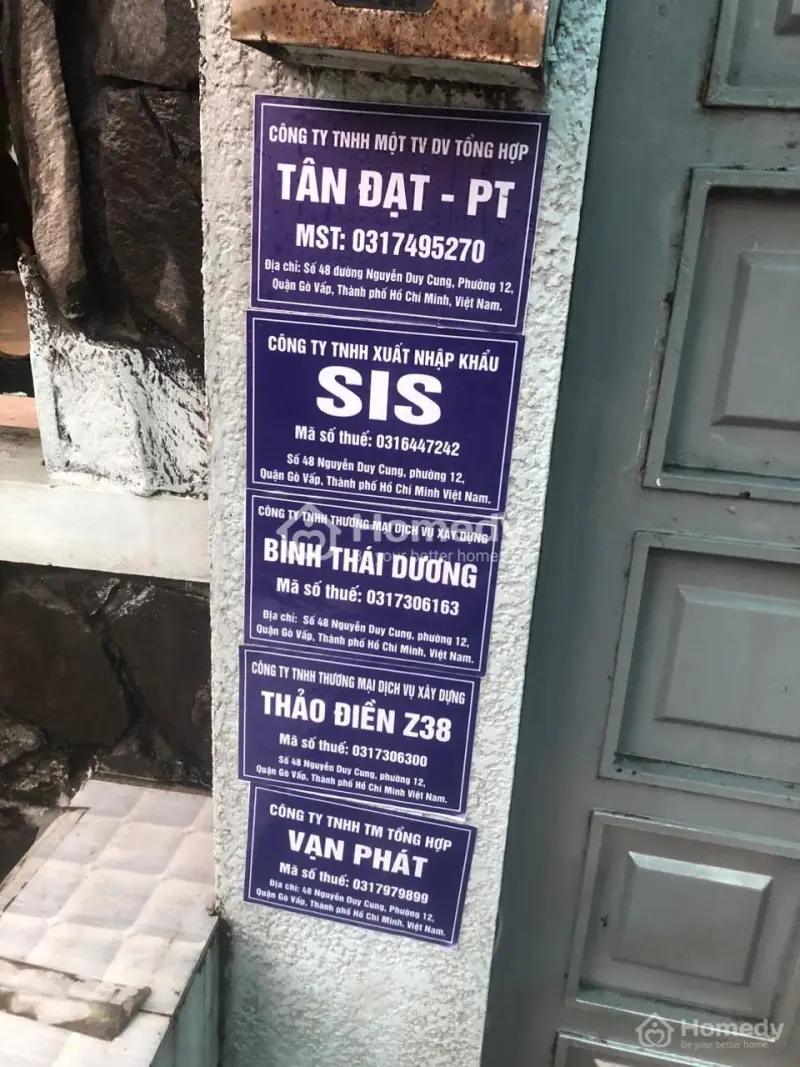 CÔNG TY TNHH MỘT TV DV TỔNG HỢP
TÂN ĐẠT - PT
MST: 0317495270
Địa chỉ: Số 48 đường Nguyễn Duy Cung, Phường 12,
Quận Gò Vấp, Thành phố Hồ Chí Minh, Việt Nam.
CÔNG TY TNHH XUẤT NHẬP KHẨU
SIS
Mã số thuế: 0316447242
Số 48 Nguyễn Duy Cung, phường 12,
Quận Gò Vấp, Thành phố Hồ Chí Minh Việt Nam.
CÔNG TY TNHH THƯƠNG MẠI DỊCH VỤ XÂY DỰNG
Homedy
BÌNH THÁI DƯƠNG
Be your better home
Mã số thuế: 0317306163
Địa chỉ: Số 48 Nguyễn Duy Cung, phường 12,
Quận Gò Vấp, Thành phố Hồ Chí Minh, Việt Nam.
CÔNG TY TNHH THƯƠNG MẠI DỊCH VỤ XÂY DỰNG
THẢO ĐIỀN Z38
Mã số thuế: 0317306300
Số 48 Nguyễn Duy Cung, phường 12,
Quận Gò Vấp, Thành phố Hồ Chí Minh Việt Nam.
CÔNG TY TNHH TM TỔNG HỢP
VẠN PHÁT
Mã số thuế: 0317979899
Địa chỉ: 48 Nguyễn Duy Cung, Phường 12,
Quận Gò Vấp, Thành phố Hồ Chí Minh, Việt Nam.
Homedy
Be your better home